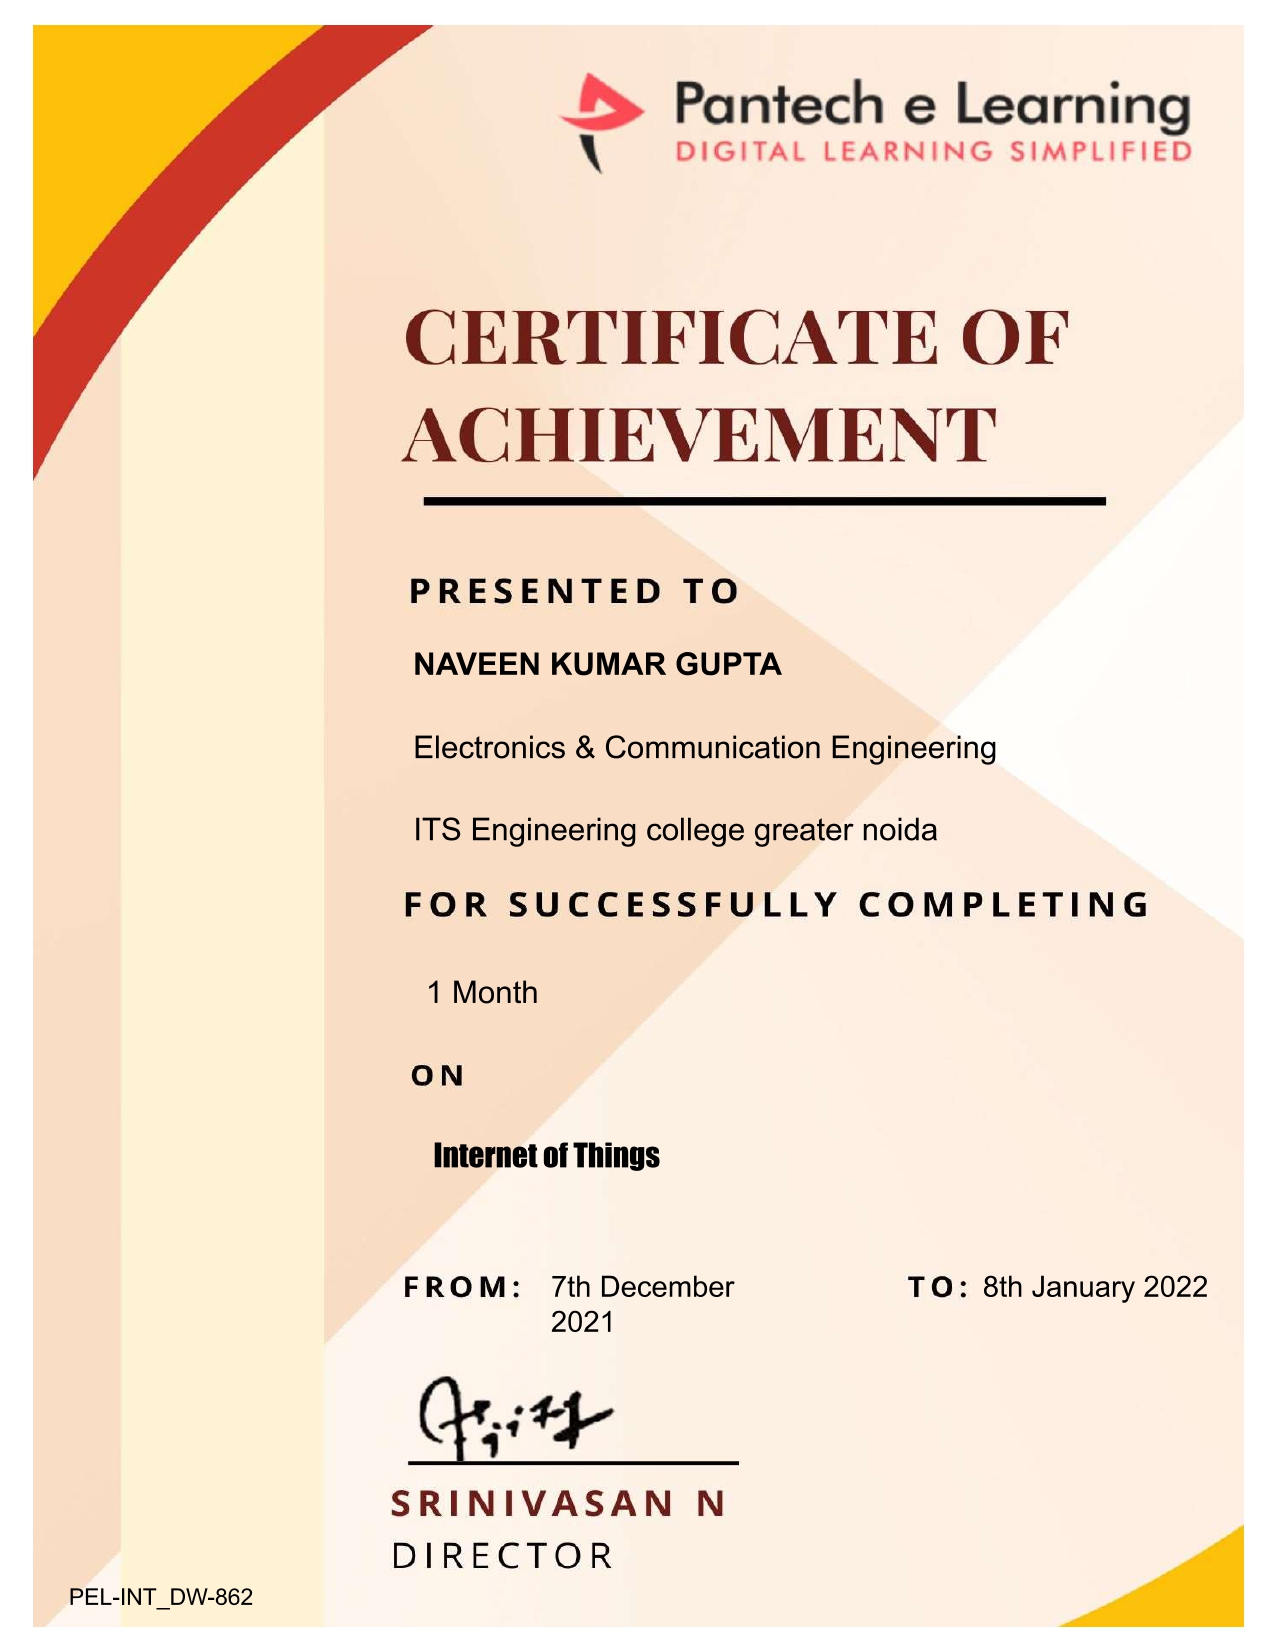 Pantech e Learning
DIGITAL LEARNING SIMPLIFIED
CERTIFICATE OF
ACHIEVEMENT
PRESENTED TO
NAVEEN KUMAR GUPTA
Electronics & Communication Engineering
ITS Engineering college greater noida
FOR SUCCESSFULLY COMPLETING
1 Month
ON
Internet of Things
FROM: 7th December
2021
TO: 8th January 2022
SRINIVASAN N
DIRECTOR
PEL-INT_DW-862